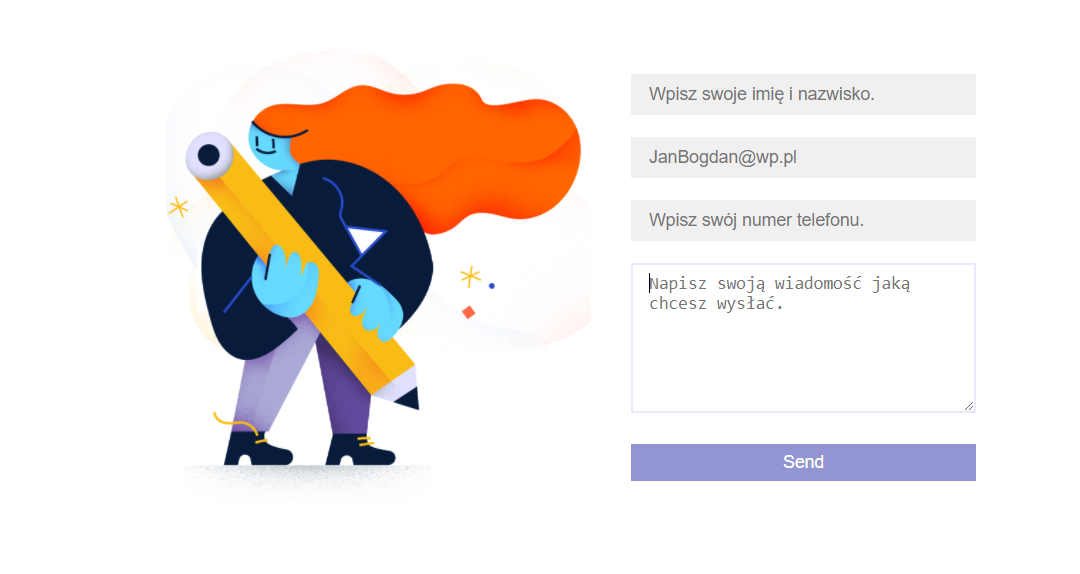 Wpisz swoje imię i nazwisko.
JanBogdan@wp.pl
Wpisz swój numer telefonu.
Napisz swoją wiadomość jaką
chcesz wysłać.
Send